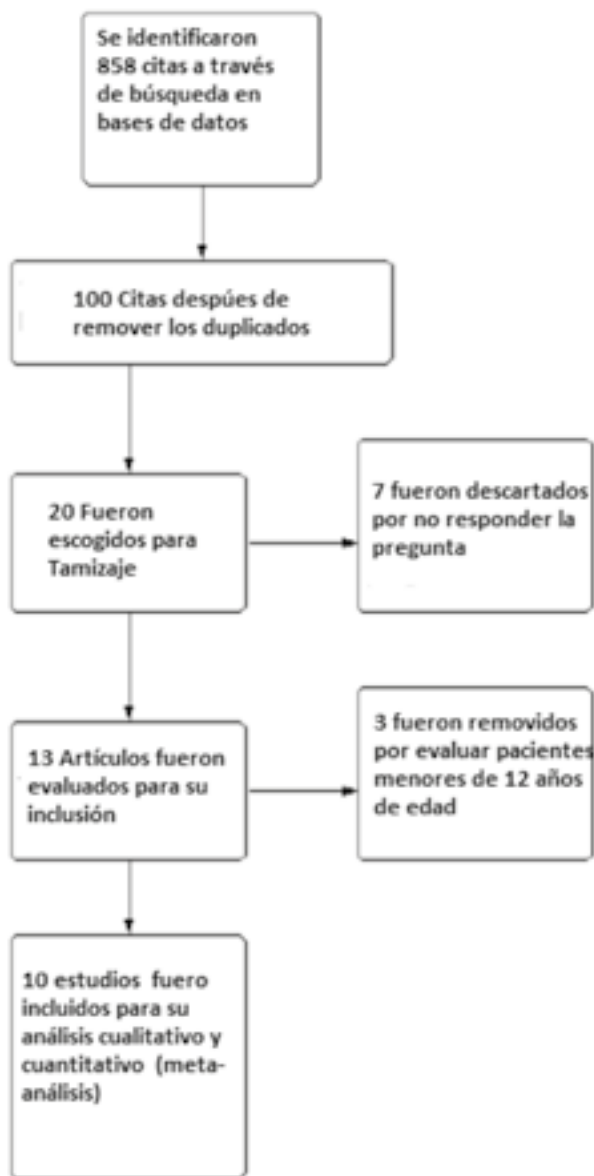 Se identificaron
858 citas a través
de búsqueda en
bases de datos
100 Citas despúes de
remover los duplicados
20 Fueron
escogidos para
Tamizaje
7 fueron descartados
por no responder la
pregunta
13 Artículos fueron
evaluados para su
inclusión
3 fueron removidos
por evaluar pacientes
menores de 12 años
de edad
10 estudios fuero
incluidos para su
análisis cualitativo y
cuantitativo (meta-
análisis)